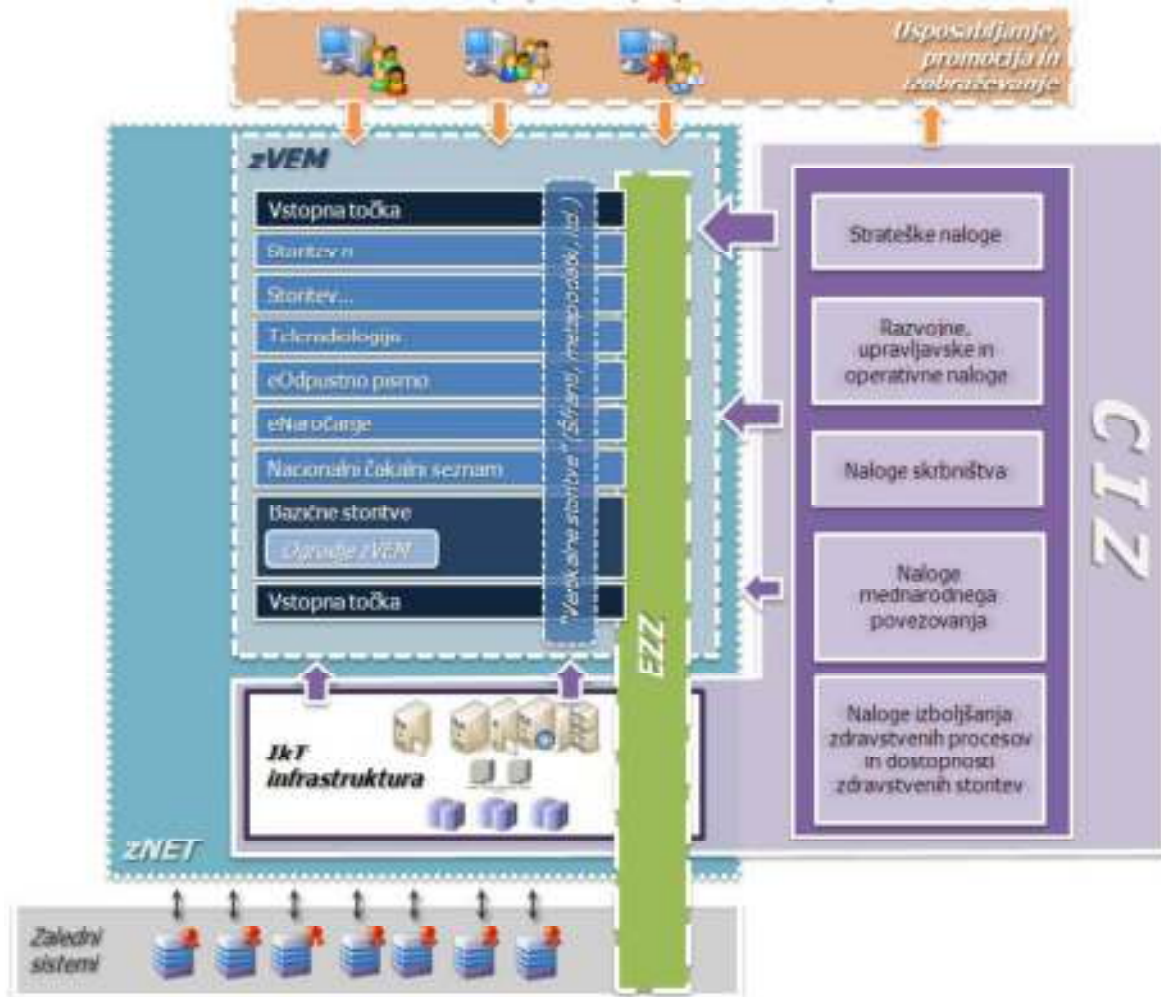 Usposabljanje,
promocija in
izobraževanje
zVEM
Vstopna točka
Storitev n
Storitev...
Teleradiologija
eOdpustno pismo
eNaročanje
Nacionalni čakalni seznam
Bazične storitve
Ogrodje zVEM
Vstopna točka
"Vertikalne storitve" (Šifranti, metapodatki, itd.)
EZZ
Strateške naloge
Razvojne,
upravljavske in
operativne naloge
Naloge skrbništva
Naloge
mednarodnega
povezovanja
Naloge izboljšanja
zdravstvenih procesov
in dostopnosti
zdravstvenih storitev
CIZ
IkT
infrastruktura
zNET
Zaledni
sistemi